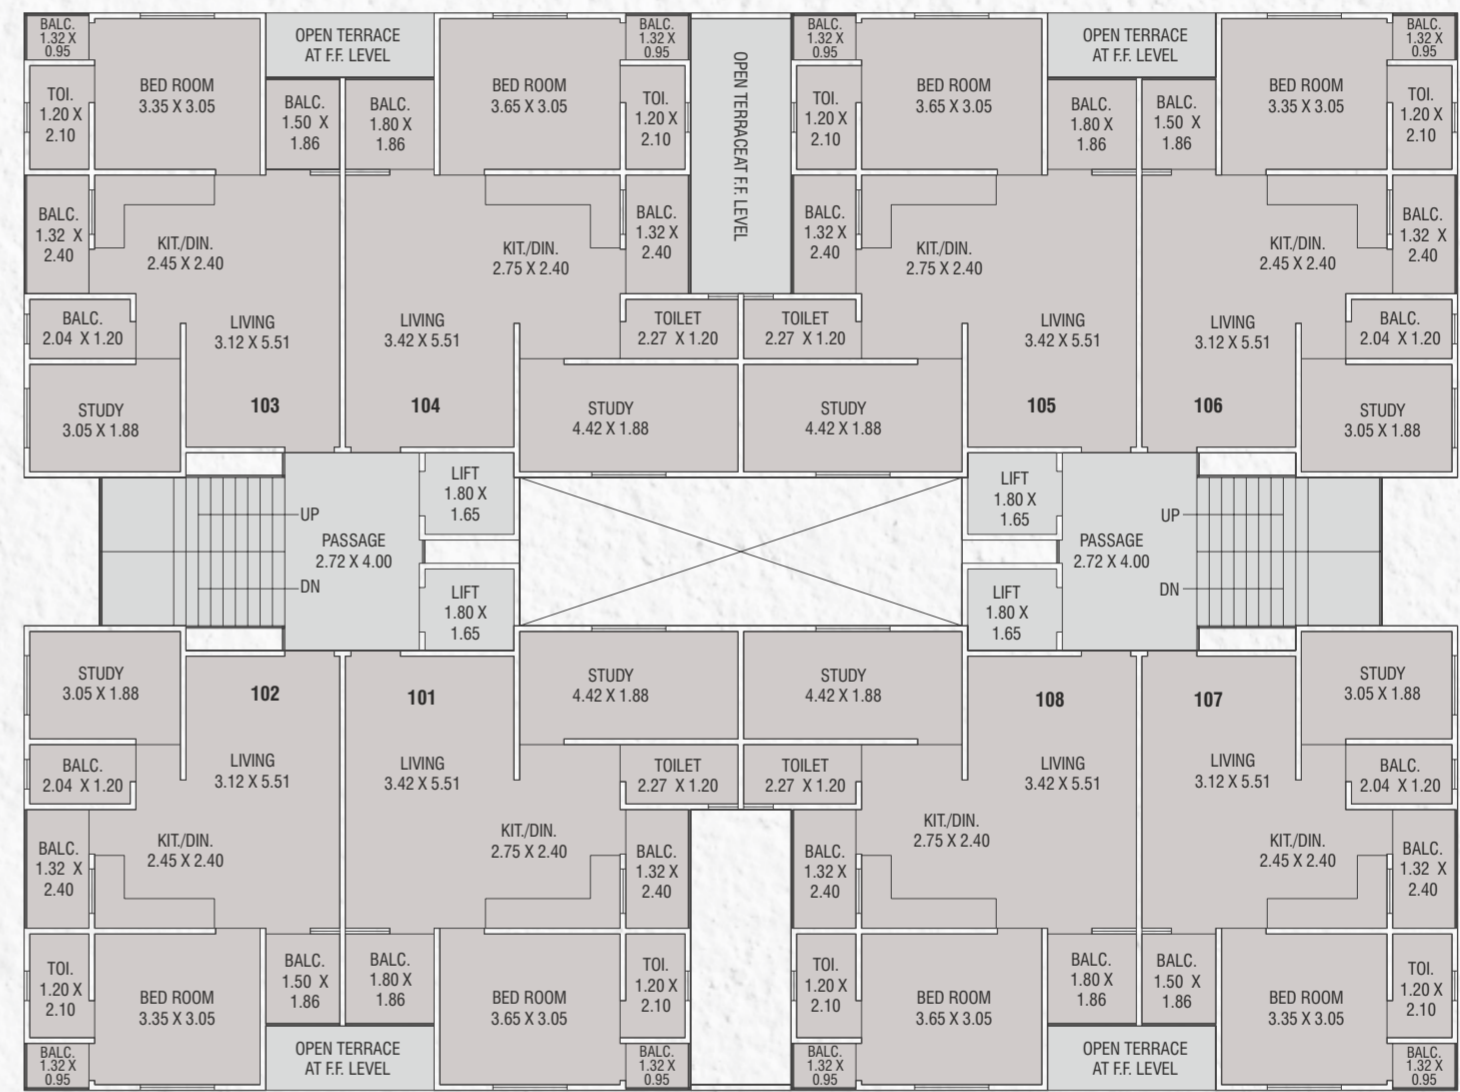 BALC.
1.32 X
0.95
OPEN TERRACE
AT F.F. LEVEL
BALC.
1.32 X
0.95
BALC.
1.32 X
0.95
OPEN TERRACE
AT F.F. LEVEL
BALC.
1.32 X
0.95
TOI.
1.20 X
2.10
BED ROOM
3.35 X 3.05
BALC.
1.50 X
1.86
BALC.
1.80 X
1.86
BED ROOM
3.65 X 3.05
TOI.
1.20 X
2.10
OPEN TERRACEAT F.F. LEVEL
TOI.
1.20 X
2.10
BED ROOM
3.65 X 3.05
BALC.
1.80 X
1.86
BALC.
1.50 X
1.86
BED ROOM
3.35 X 3.05
TOI.
1.20 X
2.10
BALC.
1.32 X
2.40
KIT./DIN.
2.45 X 2.40
KIT./DIN.
2.75 X 2.40
BALC.
1.32 X
2.40
BALC.
1.32 X
2.40
KIT./DIN.
2.75 X 2.40
KIT./DIN.
2.45 X 2.40
BALC.
1.32 X
2.40
BALC.
2.04 X 1.20
LIVING
3.12 X 5.51
LIVING
3.42 X 5.51
TOILET
2.27 X 1.20
TOILET
2.27 X 1.20
LIVING
3.42 X 5.51
LIVING
3.12 X 5.51
BALC.
2.04 X 1.20
STUDY
3.05 X 1.88
103
104
STUDY
4.42 X 1.88
STUDY
4.42 X 1.88
105
106
STUDY
3.05 X 1.88
UP
DN
PASSAGE
2.72 X 4.00
LIFT
1.80 X
1.65
LIFT
1.80 X
1.65
LIFT
1.80 X
1.65
LIFT
1.80 X
1.65
PASSAGE
2.72 X 4.00
UP
DN
STUDY
3.05 X 1.88
102
101
STUDY
4.42 X 1.88
STUDY
4.42 X 1.88
108
107
STUDY
3.05 X 1.88
BALC.
2.04 X 1.20
LIVING
3.12 X 5.51
LIVING
3.42 X 5.51
TOILET
2.27 X 1.20
TOILET
2.27 X 1.20
LIVING
3.42 X 5.51
LIVING
3.12 X 5.51
BALC.
2.04 X 1.20
BALC.
1.32 X
2.40
KIT./DIN.
2.45 X 2.40
KIT./DIN.
2.75 X 2.40
BALC.
1.32 X
2.40
BALC.
1.32 X
2.40
KIT./DIN.
2.75 X 2.40
KIT./DIN.
2.45 X 2.40
BALC.
1.32 X
2.40
TOI.
1.20 X
2.10
BED ROOM
3.35 X 3.05
BALC.
1.50 X
1.86
BALC.
1.80 X
1.86
BED ROOM
3.65 X 3.05
TOI.
1.20 X
2.10
TOI.
1.20 X
2.10
BED ROOM
3.65 X 3.05
BALC.
1.80 X
1.86
BALC.
1.50 X
1.86
BED ROOM
3.35 X 3.05
TOI.
1.20 X
2.10
BALC.
1.32 X
0.95
OPEN TERRACE
AT F.F. LEVEL
BALC.
1.32 X
0.95
BALC.
1.32 X
0.95
OPEN TERRACE
AT F.F. LEVEL
BALC.
1.32 X
0.95